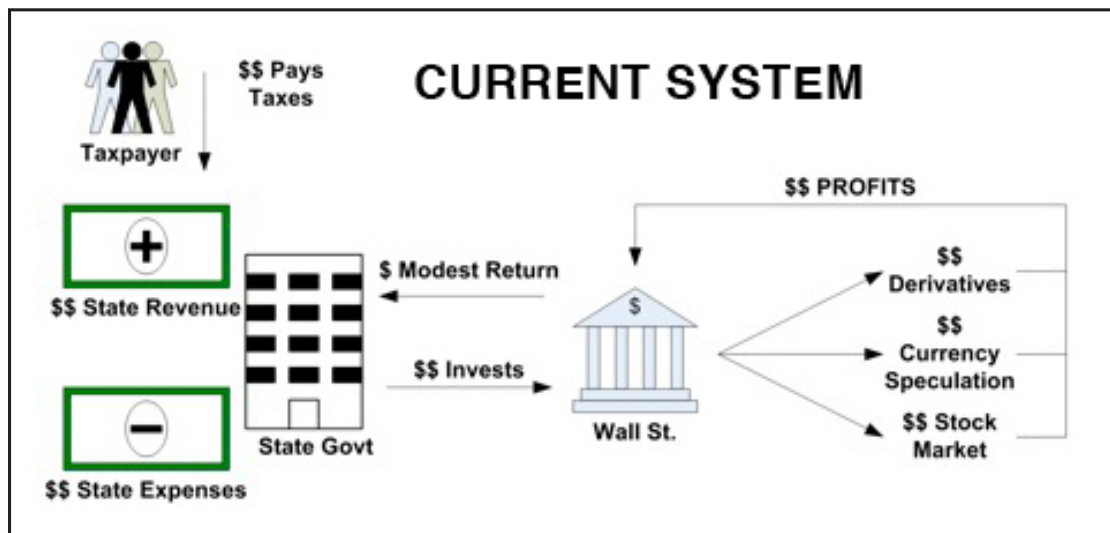 $$ Pays
Taxes
CURRENT SYSTEM
Taxpayer
$$ PROFITS
+
$$ State Revenue
$ Modest Return
$
$$
Derivatives
$$
Currency
Speculation
$$ Invests
$$ Stock
Market
Wall St.
State Govt
−
$$ State Expenses